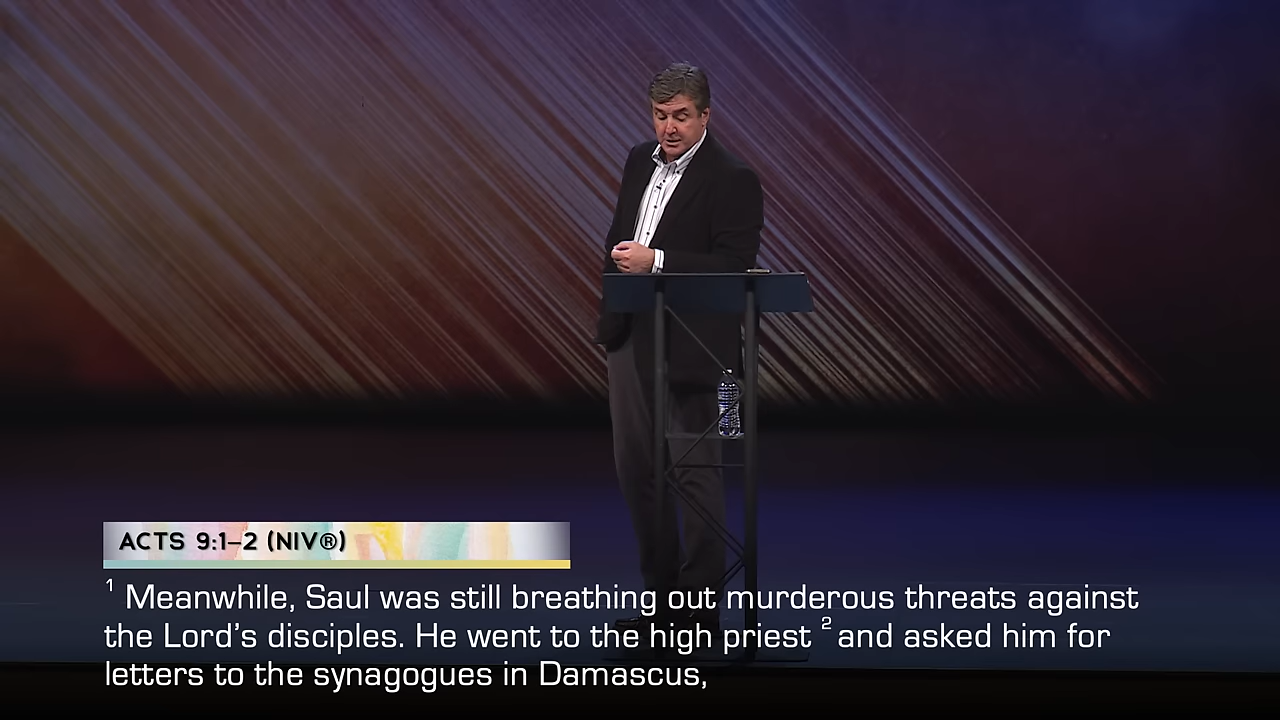 ACTS 9:1–2 (NIV®)
1 Meanwhile, Saul was still breathing out murderous threats against
the Lord’s disciples. He went to the high priest 2 and asked him for
letters to the synagogues in Damascus,